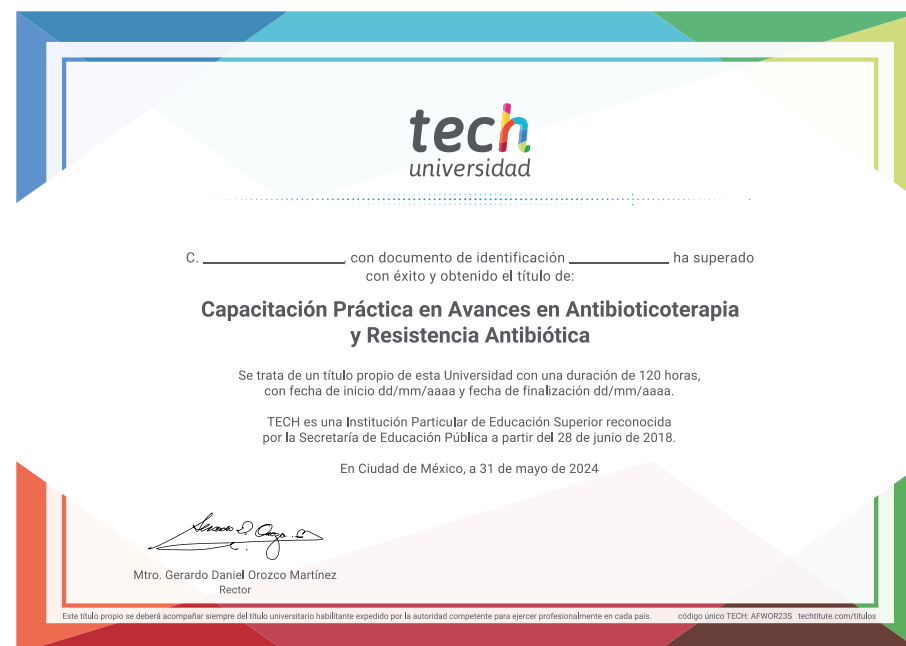 tech
universidad
C. ____________________, con documento de identificación ______________ ha superado
con éxito y obtenido el título de:
Capacitación Práctica en Avances en Antibioticoterapia
y Resistencia Antibiótica
Se trata de un título propio de esta Universidad con una duración de 120 horas,
con fecha de inicio dd/mm/aaaa y fecha de finalización dd/mm/aaaa.
TECH es una Institución Particular de Educación Superior reconocida
por la Secretaría de Educación Pública a partir del 28 de junio de 2018.
En Ciudad de México, a 31 de mayo de 2024
Mtro. Gerardo Daniel Orozco Martínez
Rector
Este título propio se deberá acompañar siempre del título universitario habilitante expedido por la autoridad competente para ejercer profesionalmente en cada país. código único TECH: AFWOR23S techtitute.com/titulos